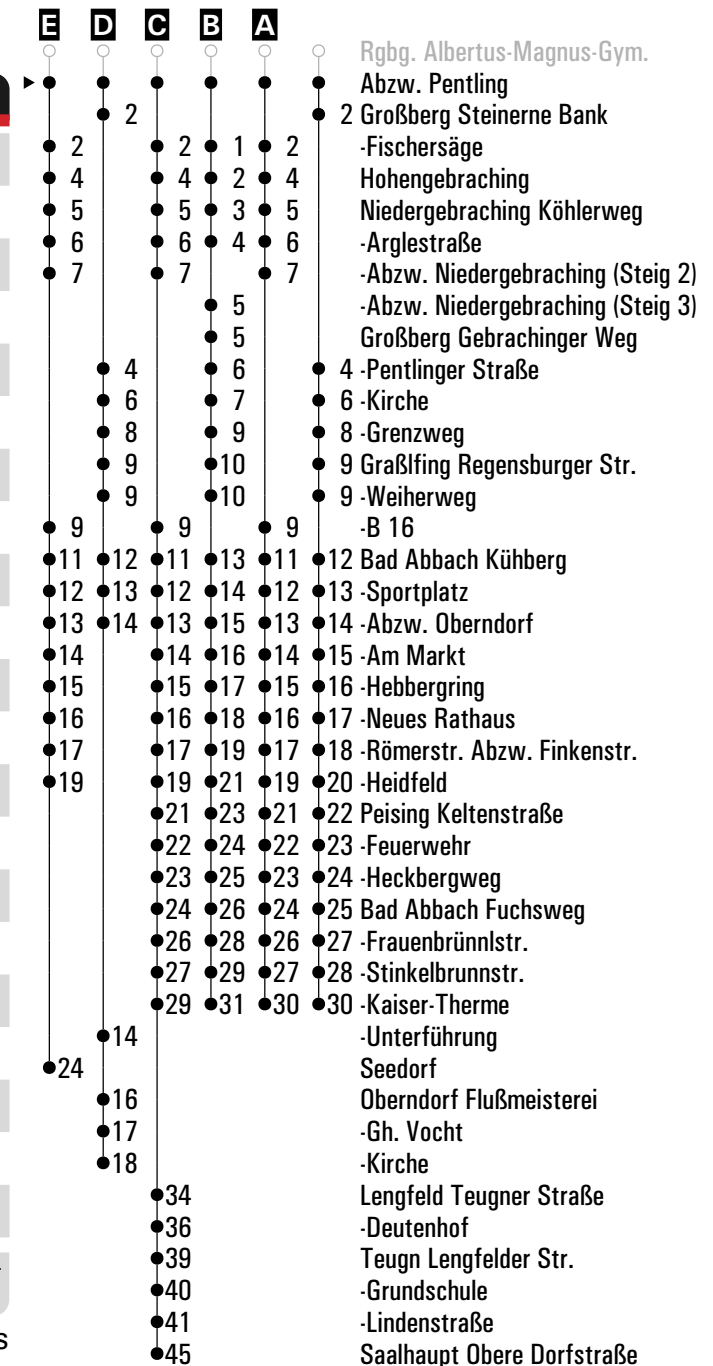 E D C B A
Rgbg. Albertus-Magnus-Gym.
Abzw. Pentling
2 2 Großberg Steinerne Bank
2 2 1 2 -Fischersäge
4 4 2 4 Hohengebraching
5 5 3 5 Niedergebraching Köhlerweg
6 6 4 6 -Arglestraße
7 7 7 -Abzw. Niedergebraching (Steig 2)
5 -Abzw. Niedergebraching (Steig 3)
5 Großberg Gebrachinger Weg
4 6 4 -Pentlinger Straße
6 7 6 -Kirche
8 9 8 -Grenzweg
9 10 9 Graßlfing Regensburger Str.
9 10 9 -Weiherweg
9 9 9 -B 16
11 12 11 13 11 12 Bad Abbach Kühberg
12 13 12 14 12 13 -Sportplatz
13 14 13 15 13 14 -Abzw. Oberndorf
14 14 16 14 15 -Am Markt
15 15 17 15 16 -Hebbergring
16 16 18 16 17 -Neues Rathaus
17 17 19 17 18 -Römerstr. Abzw. Finkenstr.
19 19 21 19 20 -Heidfeld
21 23 21 22 Peising Keltenstraße
22 24 22 23 -Feuerwehr
23 25 23 24 -Heckbergweg
24 26 24 25 Bad Abbach Fuchsweg
26 28 26 27 -Frauenbrünnlstr.
27 29 27 28 -Stinkelbrunnstr.
29 31 30 30 -Kaiser-Therme
14 -Unterführung
24 Seedorf
16 Oberndorf Flußmeisterei
17 -Gh. Vocht
18 -Kirche
34 Lengfeld Teugner Straße
36 -Deutenhof
39 Teugn Lengfelder Str.
40 -Grundschule
41 -Lindenstraße
45 Saalhaupt Obere Dorfstraße